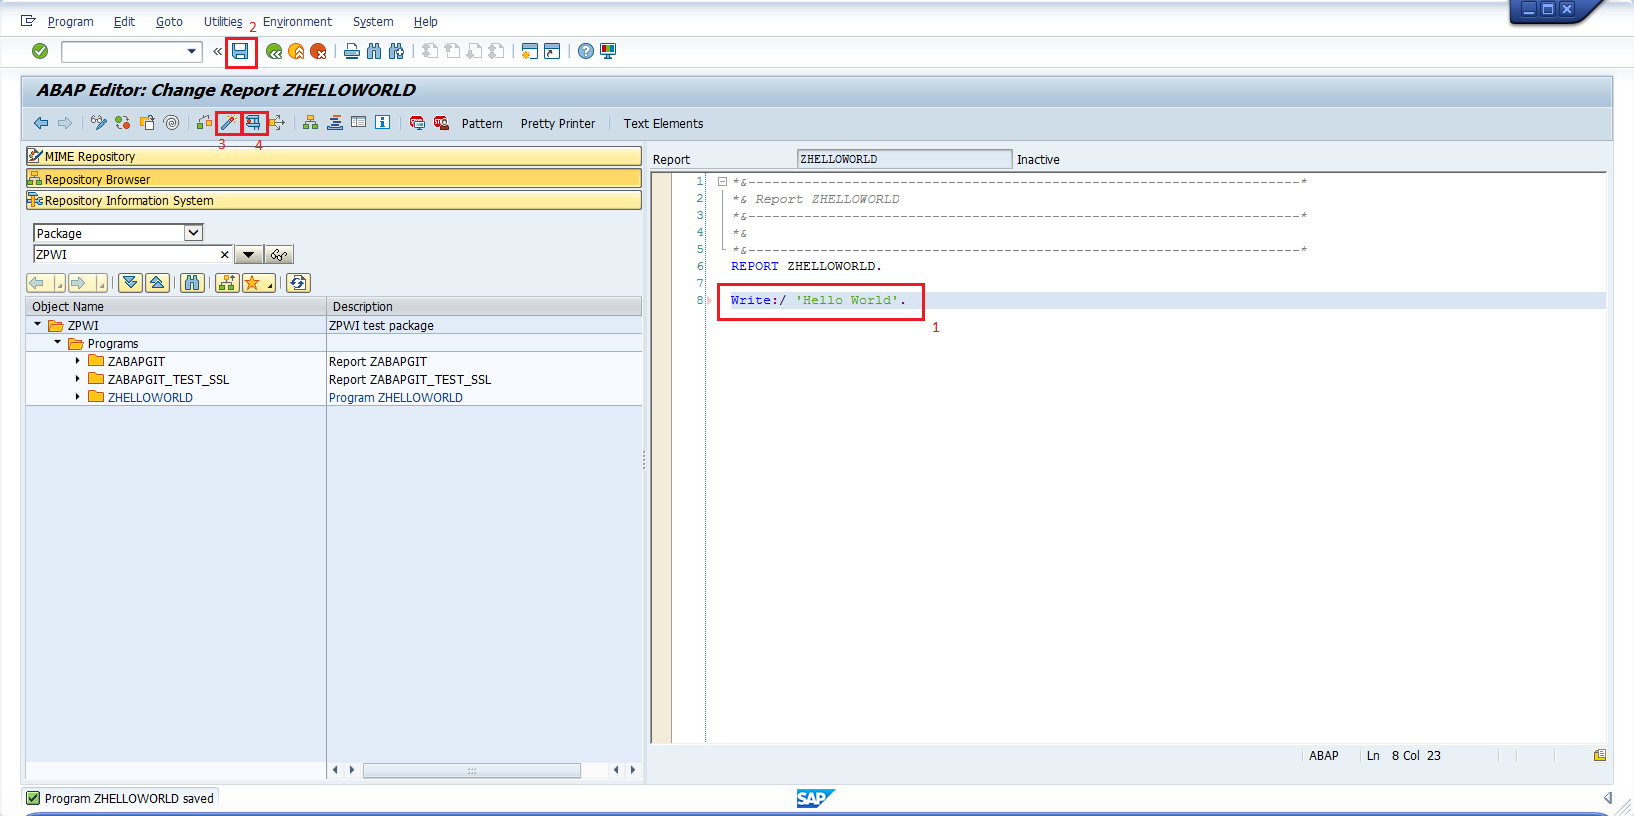 Program Edit Goto Utilities Environment System Help
2
ABAP Editor: Change Report ZHELLOWORLD
Pattern Pretty Printer Text Elements
3 4
MIME Repository
Repository Browser
Repository Information System
Package
ZPWI
Object Name Description
ZPWI ZPWI test package
Programs
ZABAPGIT Report ZABAPGIT
ZABAPGIT_TEST_SSL Report ZABAPGIT_TEST_SSL
ZHELLOWORLD Program ZHELLOWORLD
Report ZHELLOWORLD Inactive
1 *&---------------------------------------------------------------------*
2 *& Report ZHELLOWORLD
3 *&---------------------------------------------------------------------*
4 *&
5 *&---------------------------------------------------------------------*
6 REPORT ZHELLOWORLD.
7
8 Write:/ 'Hello World'.
1
ABAP Ln 8 Col 23
Program ZHELLOWORLD saved
SAP